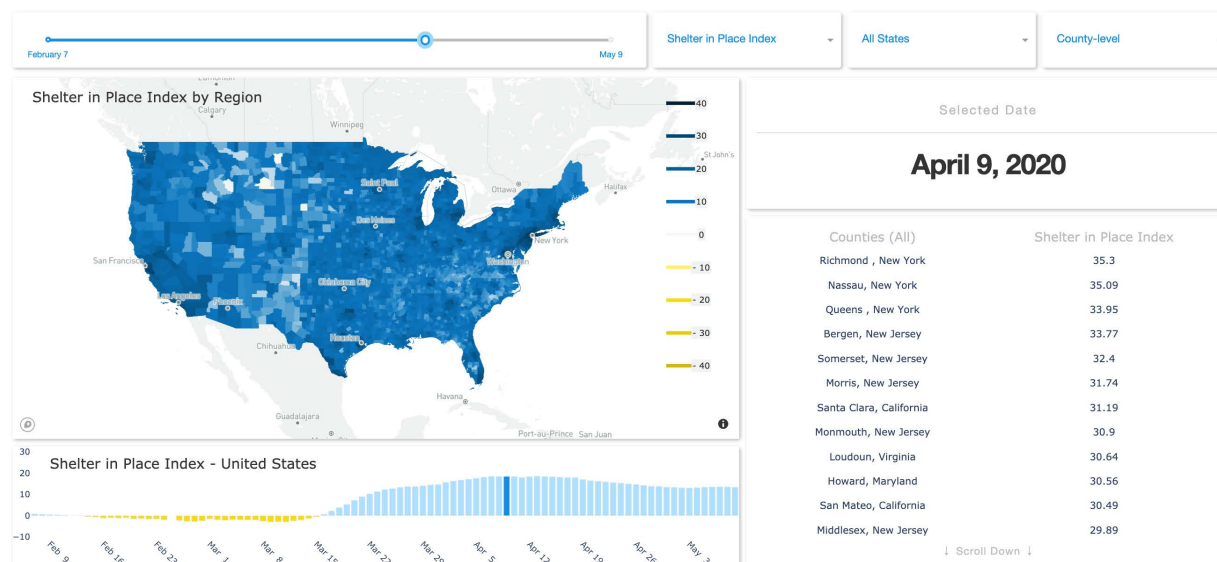 February 7
May 9
Shelter in Place Index
All States
County-level
Shelter in Place Index by Region
Calgary
Winnipeg
St John's
Saint Paul
Ottawa
Halifax
Des Moines
New York
San Francisco
Washington
Oklahoma City
Los Angeles
Phoenix
Houston
Chihuahua
Havana
Guadalajara
Port-au-Prince
San Juan
40
30
20
10
0
- 10
- 20
- 30
- 40
Selected Date
April 9, 2020
Counties (All) Shelter in Place Index
Richmond , New York 35.3
Nassau, New York 35.09
Queens , New York 33.95
Bergen, New Jersey 33.77
Somerset, New Jersey 32.4
Morris, New Jersey 31.74
Santa Clara, California 31.19
Monmouth, New Jersey 30.9
Loudoun, Virginia 30.64
Howard, Maryland 30.56
San Mateo, California 30.49
Middlesex, New Jersey 29.89
↓ Scroll Down ↓
Shelter in Place Index - United States
30
20
10
0
−10
Feb 9
Feb 16
Feb 23
Mar 1
Mar 8
Mar 15
Mar 22
Mar 29
Apr 5
Apr 12
Apr 19
Apr 26
May 3